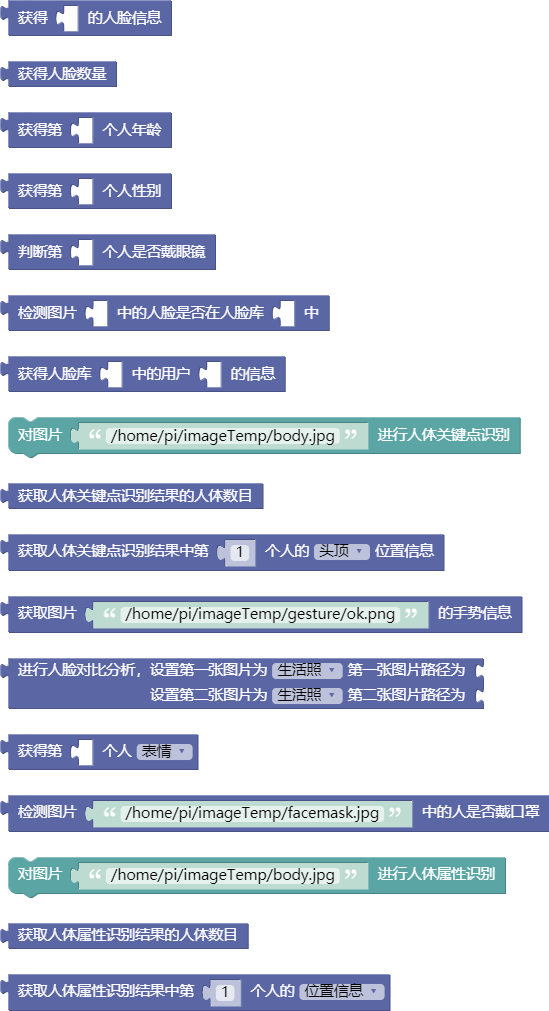 获得 的人脸信息
获得人脸数量
获得第 个人年龄
获得第 个人性别
判断第 个人是否戴眼镜
检测图片 中的人脸是否在人脸库 中
获得人脸库 中的用户 的信息
对图片 “ /home/pi/imageTemp/body.jpg ” 进行人体关键点识别
获取人体关键点识别结果的人体数目
获取人体关键点识别结果中第 1 个人的 头顶 位置信息
获取图片 “ /home/pi/imageTemp/gesture/ok.png ” 的手势信息
进行人脸对比分析，设置第一张图片为 生活照 第一张图片路径为
设置第二张图片为 生活照 第二张图片路径为
获得第 个人 表情
检测图片 “ /home/pi/imageTemp/facemask.jpg ” 中的人是否戴口罩
对图片 “ /home/pi/imageTemp/body.jpg ” 进行人体属性识别
获取人体属性识别结果的人体数目
获取人体属性识别结果中第 1 个人的 位置信息